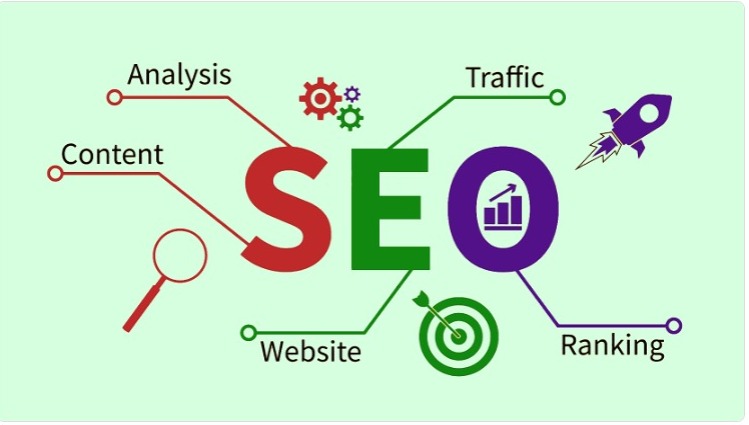 Analysis
Traffic
Content
SEO
Website
Ranking